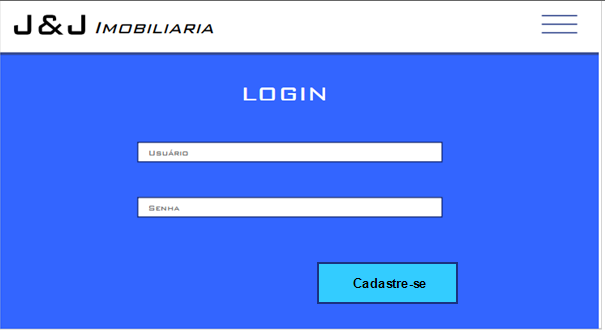 J&J Imobiliaria
LOGIN
Usuário
Senha
Cadastre-se